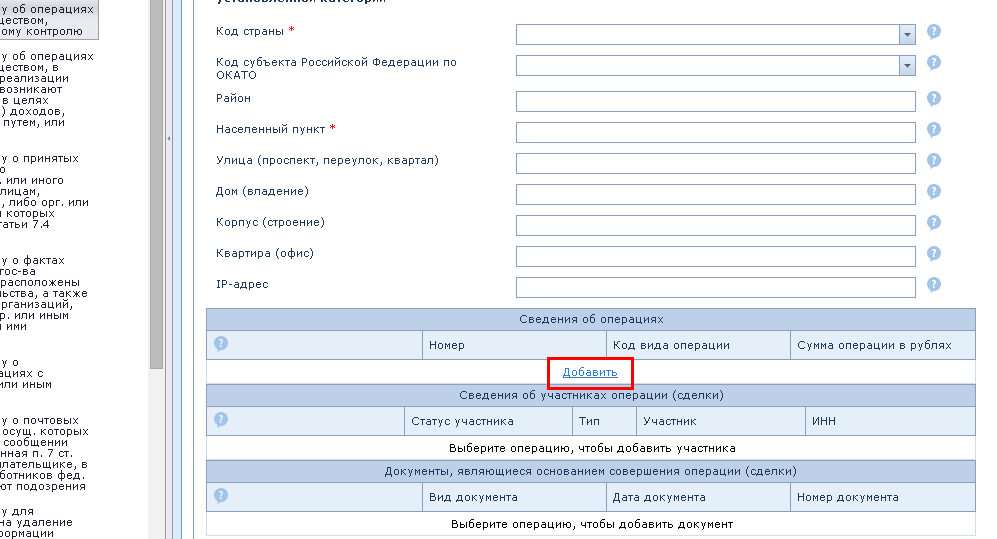 у об операциях
ществом,
ому контролю
у об операциях
ществом, в
реализации
возникают
в целях
) доходов,
путем, или
у о принятых
о
. или иного
лицам,
, либо орг. или
и которых
татьи 7.4
у о фактах
гос-ва
расположены
льства, а также
рганизаций,
р. или иным
и ими
у о
ациях с
или иным
у о почтовых
осущ. которых
сообщении
нная п. 7 ст.
лательщике, в
ботников фед.
ют подозрения
у для
на удаление
формации
установленной категории
Код страны *
Код субъекта Российской Федерации по
ОКАТО
Район
Населенный пункт *
Улица (проспект, переулок, квартал)
Дом (владение)
Корпус (строение)
Квартира (офис)
IP-адрес
Сведения об операциях
Номер Код вида операции Сумма операции в рублях
Добавить
Сведения об участниках операции (сделки)
Статус участника Тип Участник ИНН
Выберите операцию, чтобы добавить участника
Документы, являющиеся основанием совершения операции (сделки)
Вид документа Дата документа Номер документа
Выберите операцию, чтобы добавить документ